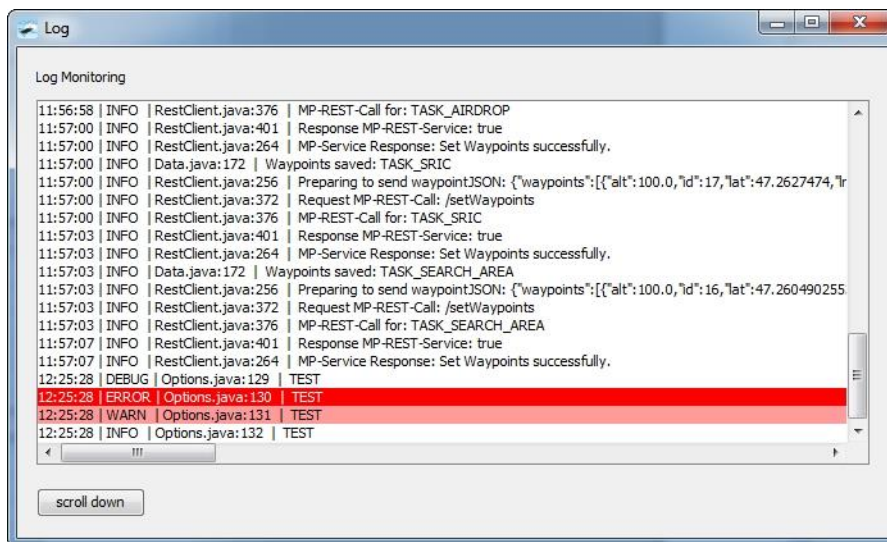 Log
Log Monitoring
11:56:58 | INFO | RestClient.java:376 | MP-REST-Call for: TASK_AIRDROP
11:57:00 | INFO | RestClient.java:401 | Response MP-REST-Service: true
11:57:00 | INFO | RestClient.java:264 | MP-Service Response: Set Waypoints successfully.
11:57:00 | INFO | Data.java:172 | Waypoints saved: TASK_SRIC
11:57:00 | INFO | RestClient.java:256 | Preparing to send waypointJSON: {"waypoints":[{"alt":100.0,"id":17,"lat":47.2627474,"lr
11:57:00 | INFO | RestClient.java:372 | Request MP-REST-Call: /setWaypoints
11:57:00 | INFO | RestClient.java:376 | MP-REST-Call for: TASK_SRIC
11:57:03 | INFO | RestClient.java:401 | Response MP-REST-Service: true
11:57:03 | INFO | RestClient.java:264 | MP-Service Response: Set Waypoints successfully.
11:57:03 | INFO | Data.java:172 | Waypoints saved: TASK_SEARCH_AREA
11:57:03 | INFO | RestClient.java:256 | Preparing to send waypointJSON: {"waypoints":[{"alt":100.0,"id":16,"lat":47.260490255
11:57:03 | INFO | RestClient.java:372 | Request MP-REST-Call: /setWaypoints
11:57:03 | INFO | RestClient.java:376 | MP-REST-Call for: TASK_SEARCH_AREA
11:57:07 | INFO | RestClient.java:401 | Response MP-REST-Service: true
11:57:07 | INFO | RestClient.java:264 | MP-Service Response: Set Waypoints successfully.
12:25:28 | DEBUG | Options.java:129 | TEST
12:25:28 | ERROR | Options.java:130 | TEST
12:25:28 | WARN | Options.java:131 | TEST
12:25:28 | INFO | Options.java:132 | TEST
scroll down